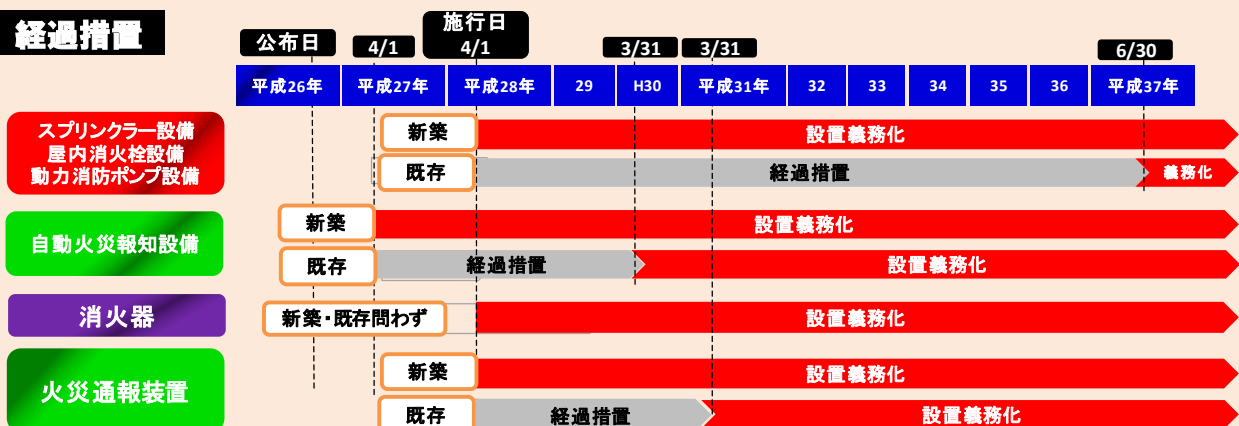 経過措置
公布日
4/1
施行日
4/1
3/31
3/31
6/30
平成26年
平成27年
平成28年
29
H30
平成31年
32
33
34
35
36
平成37年
スプリンクラー設備
屋内消火栓設備
動力消防ポンプ設備
新築
設置義務化
既存
経過措置
義務化
自動火災報知設備
新築
設置義務化
既存
経過措置
設置義務化
消火器
新築・既存問わず
設置義務化
火災通報装置
新築
設置義務化
既存
経過措置
設置義務化